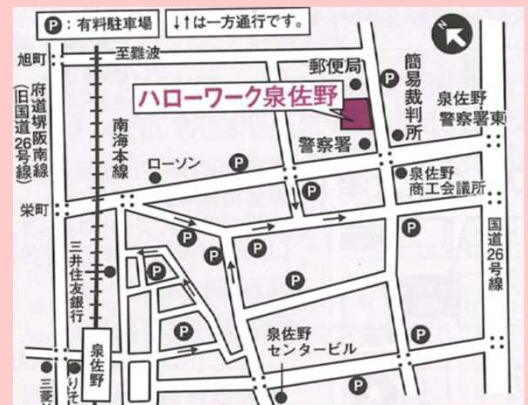 P：有料駐車場
↓↑は一方通行です。
N
旭町
至難波
郵便局
P
簡易裁判所
泉佐野
警察署東
ハローワーク泉佐野
府道堺阪南線
(旧国道26号線)
南海本線
ローソン
P
警察署
P
泉佐野
商工会議所
栄町
P
P
P
P
国道26号線
三井住友銀行
P
P
P
泉佐野
泉佐野
センタービル
P
P
三菱
りそ